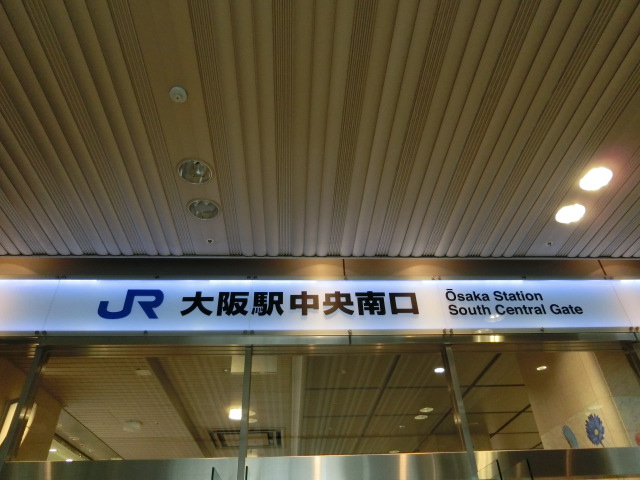 JR 大阪駅中央南口
Ōsaka Station
South Central Gate